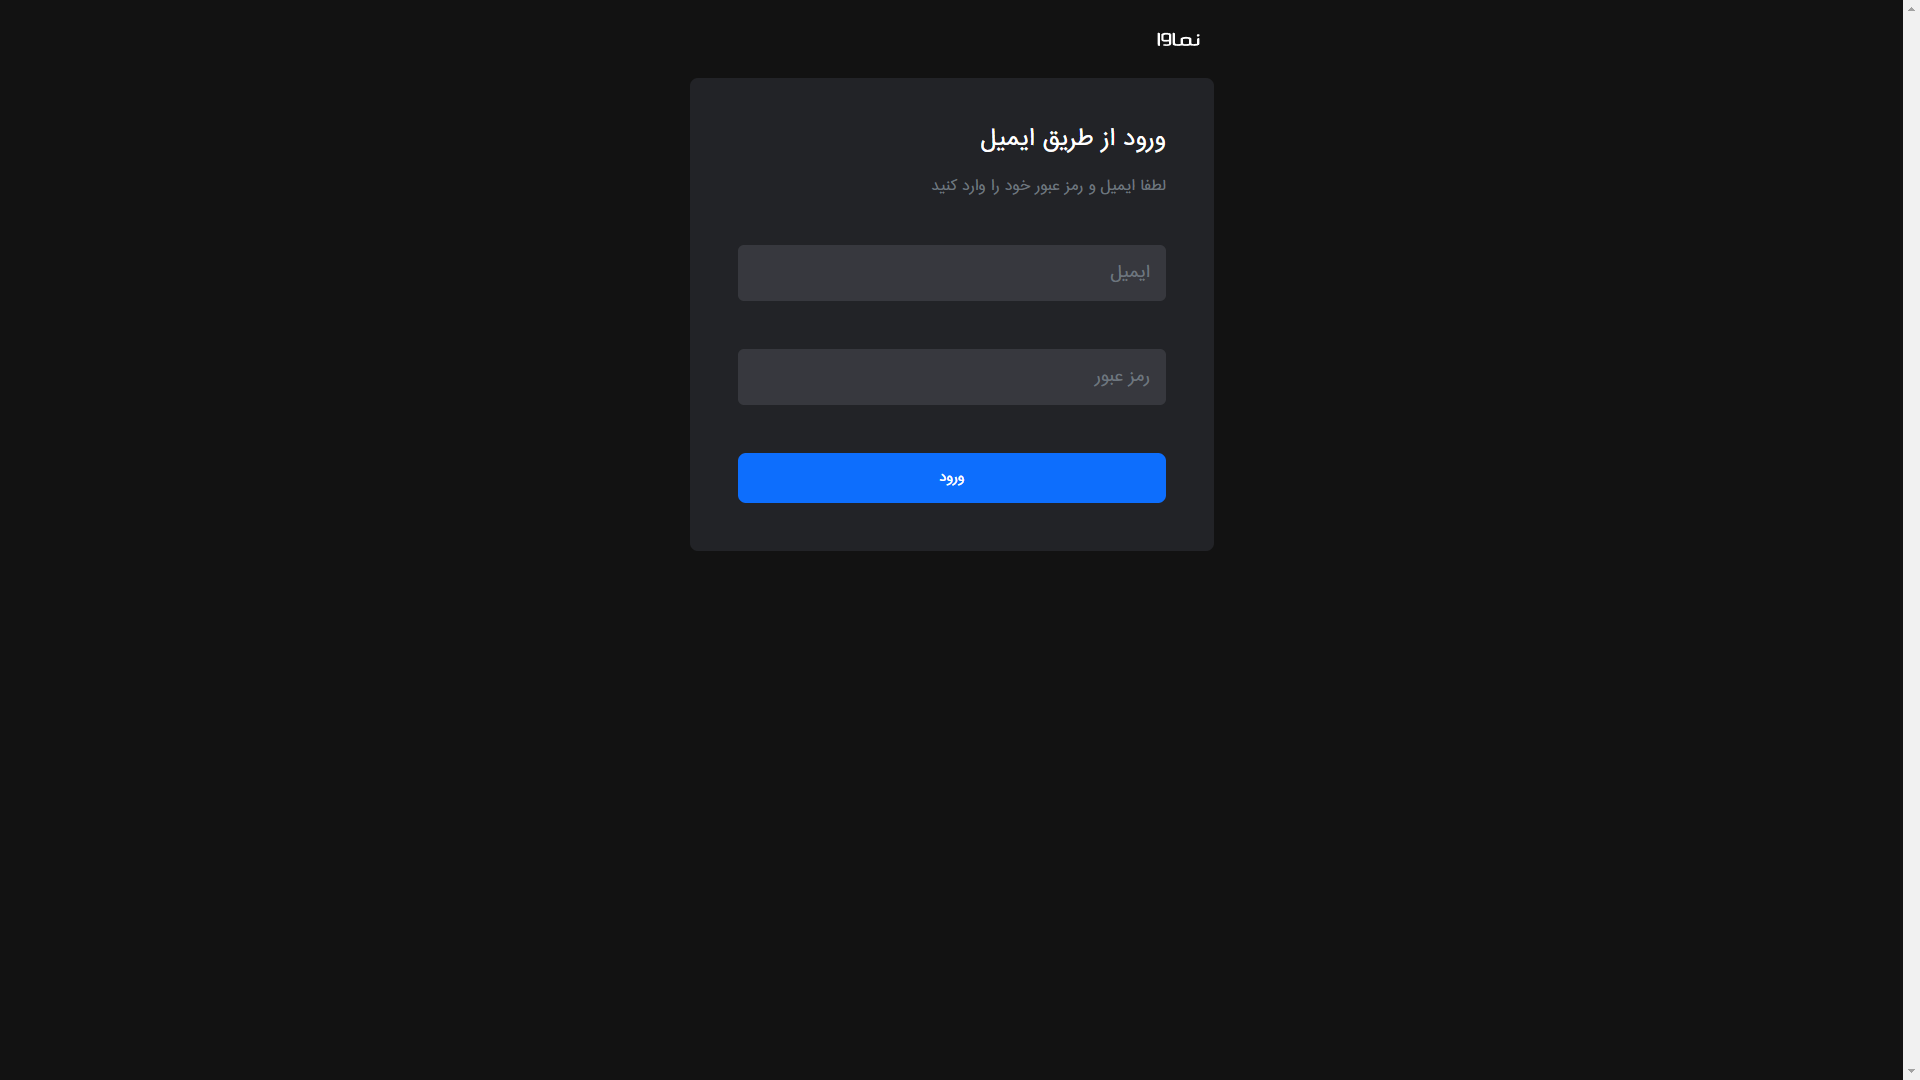 نماوا
ورود از طریق ایمیل
لطفا ایمیل و رمز عبور خود را وارد کنید
ایمیل
رمز عبور
ورود